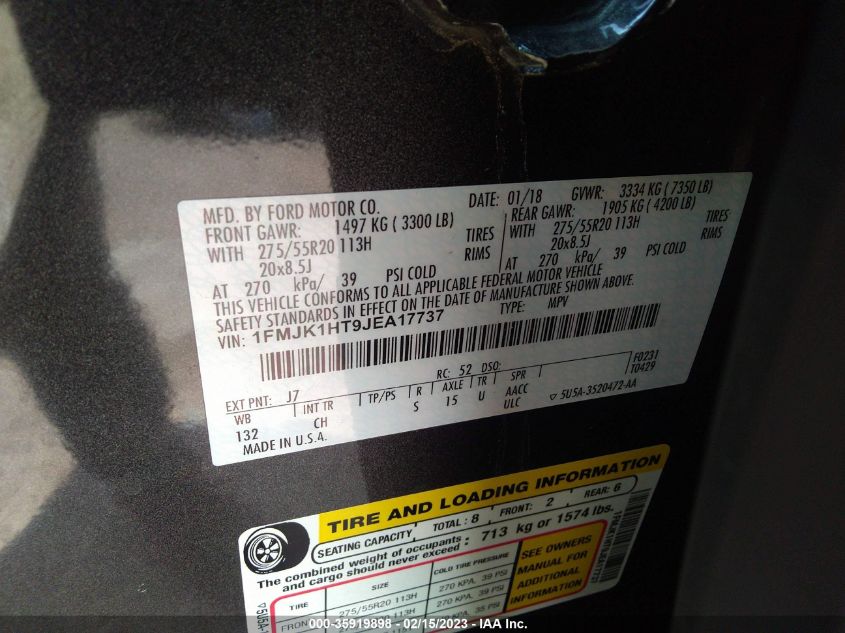 MFD. BY FORD MOTOR CO.
DATE: 01/18 GVWR: 3334 KG ( 7350 LB)
FRONT GAWR: 1497 KG ( 3300 LB)
REAR GAWR: 1905 KG ( 4200 LB)
WITH 275/55R20 113H TIRES
WITH 275/55R20 113H TIRES
20x8.5J RIMS
20x8.5J RIMS
AT 270 kPa/ 39 PSI COLD
AT 270 kPa/ 39 PSI COLD
THIS VEHICLE CONFORMS TO ALL APPLICABLE FEDERAL MOTOR VEHICLE
SAFETY STANDARDS IN EFFECT ON THE DATE OF MANUFACTURE SHOWN ABOVE.
VIN: 1FMJK1HT9JEA17737 TYPE: MPV
F0231
T0429
EXT PNT: J7 RC: 52 DSO:
WB INT TR TP/PS R AXLE TR SPR
132 CH S 15 U AACC
ULC
5U5A-3520472-AA
MADE IN U.S.A.
TIRE AND LOADING INFORMATION
SEATING CAPACITY TOTAL : 8 FRONT: 2 REAR: 6
The combined weight of occupants : 713 kg or 1574 lbs.
and cargo should never exceed :
TIRE SIZE COLD TIRE PRESSURE
275/55R20 113H 270 KPA, 39 PSI
270 KPA, 39 PSI
SEE OWNERS
MANUAL FOR
ADDITIONAL
INFORMATION
000-35919898 - 02/15/2023 - IAA Inc.